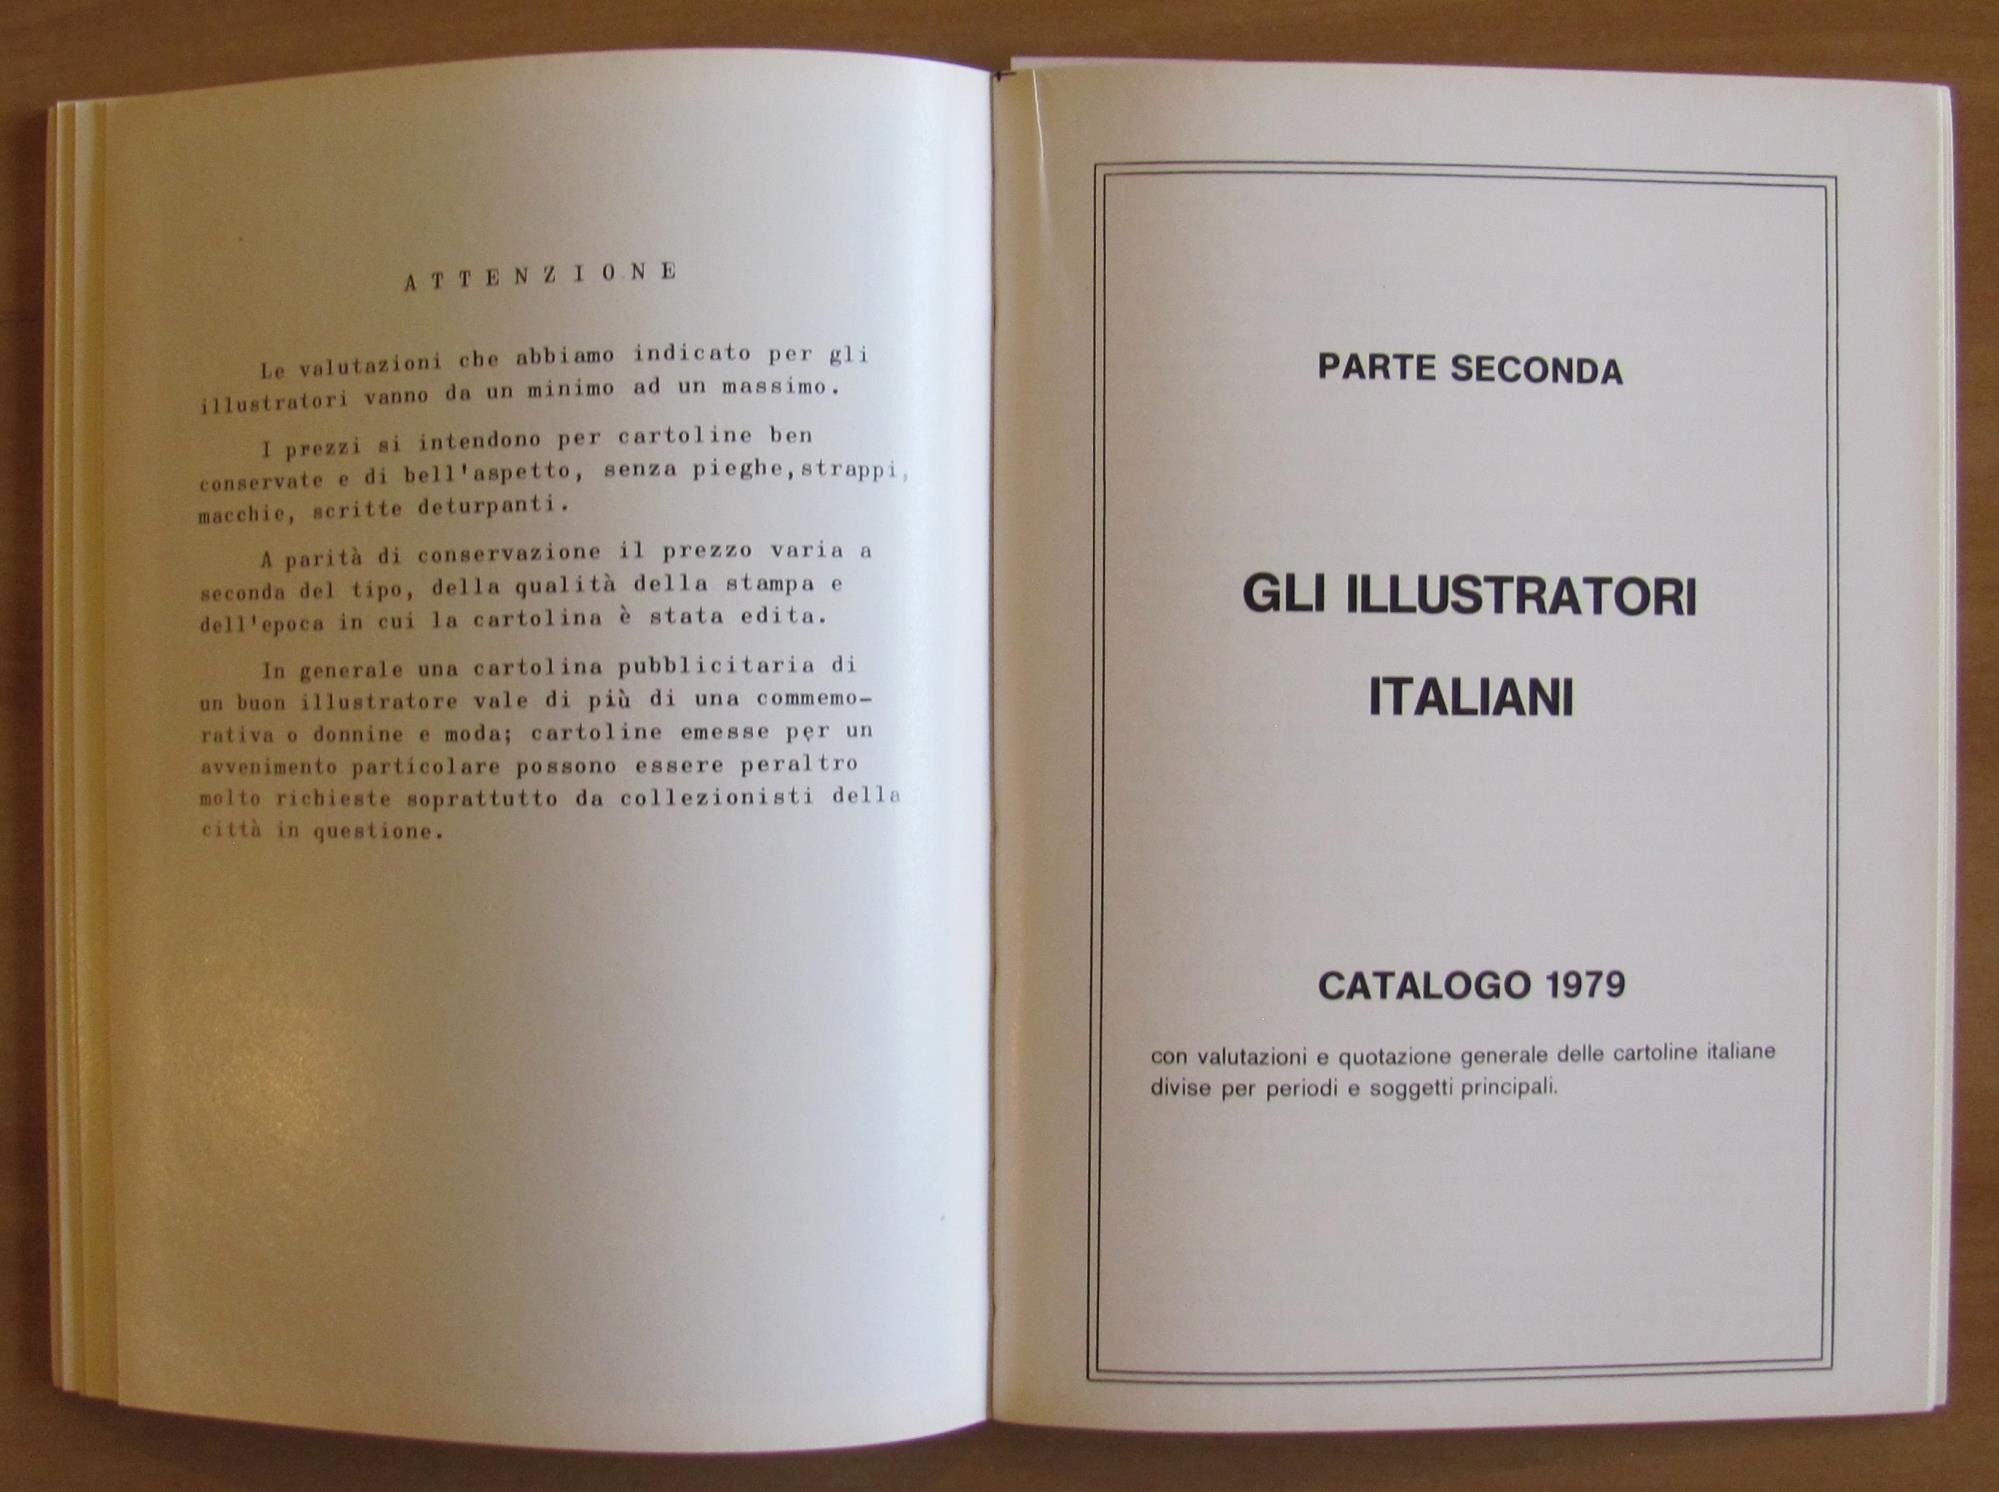 A T T E N Z I O N E
Le valutazioni che abbiamo indicato per gli
illustratori vanno da un minimo ad un massimo.
I prezzi si intendono per cartoline ben
conservate e di bell'aspetto, senza pieghe,strappi,
macchie, scritte deturpanti.
A parità di conservazione il prezzo varia a
seconda del tipo, della qualità della stampa e
dell'epoca in cui la cartolina è stata edita.
In generale una cartolina pubblicitaria di
un buon illustratore vale di più di una commemo-
rativa o donnine e moda; cartoline emesse per un
avvenimento particolare possono essere peraltro
molto richieste soprattutto da collezionisti della
città in questione.
PARTE SECONDA
GLI ILLUSTRATORI
ITALIANI
CATALOGO 1979
con valutazioni e quotazione generale delle cartoline italiane
divise per periodi e soggetti principali.